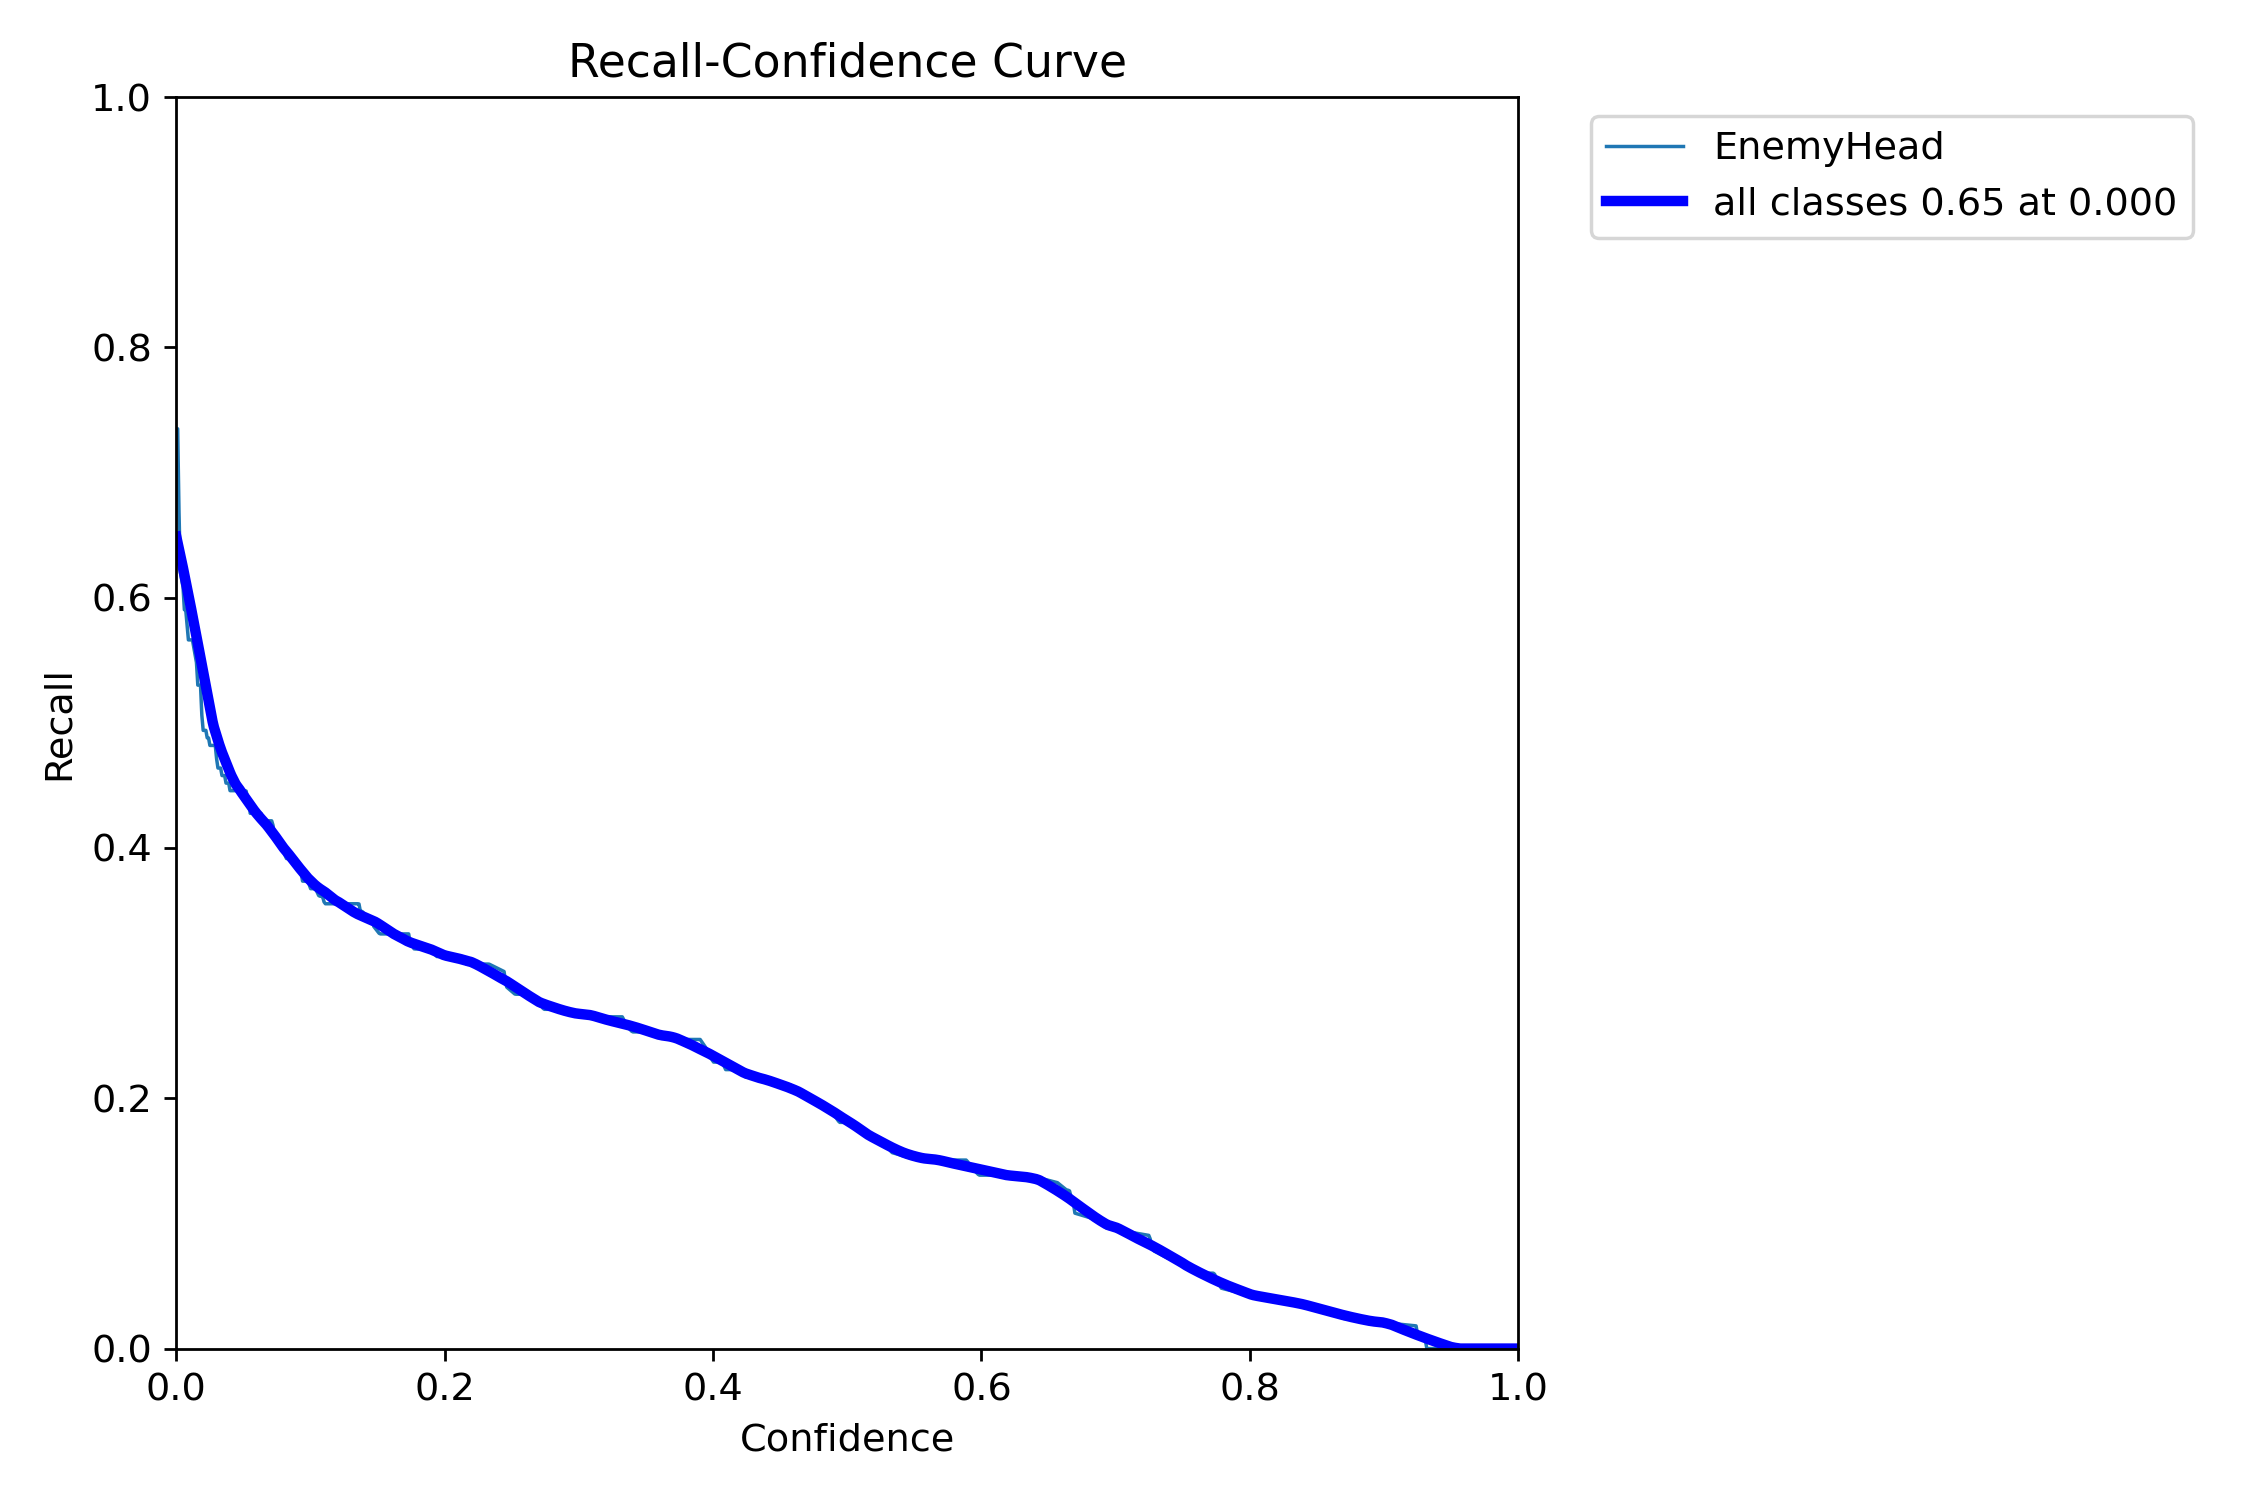 Recall-Confidence Curve
1.0
0.8
0.6
0.4
0.2
0.0
Recall
0.0 0.2 0.4 0.6 0.8 1.0
Confidence
EnemyHead
all classes 0.65 at 0.000